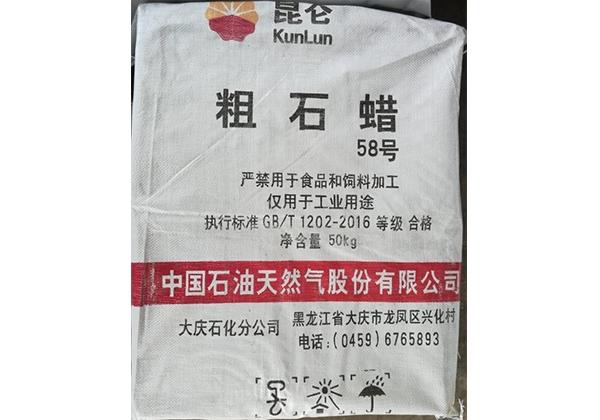 昆仑
KunLun
粗石蜡
58号
严禁用于食品和饲料加工
仅用于工业用途
执行标准 GB/T 1202-2016 等级 合格
净含量 50kg
中国石油天然气股份有限公司
大庆石化分公司 黑龙江省大庆市龙凤区兴化村
电话:(0459) 6765893